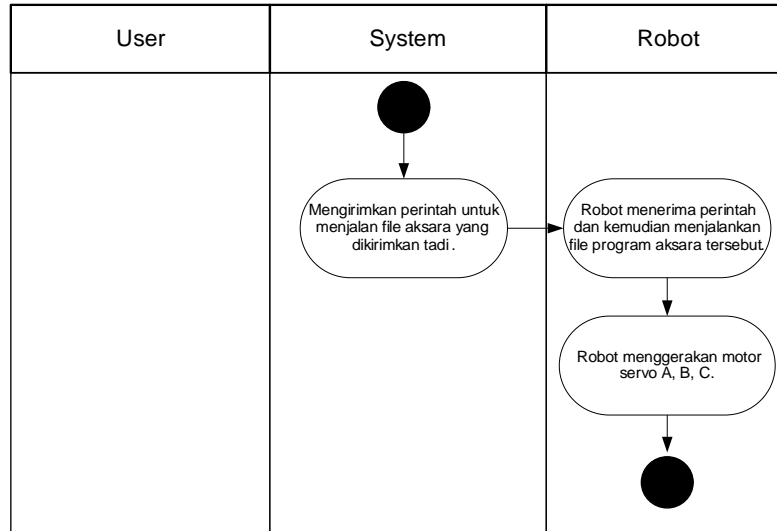 User
System
Robot
Mengirimkan perintah untuk
menjalan file aksara yang
dikirimkan tadi .
Robot menerima perintah
dan kemudian menjalankan
file program aksara tersebut.
Robot menggerakan motor
servo A, B, C.